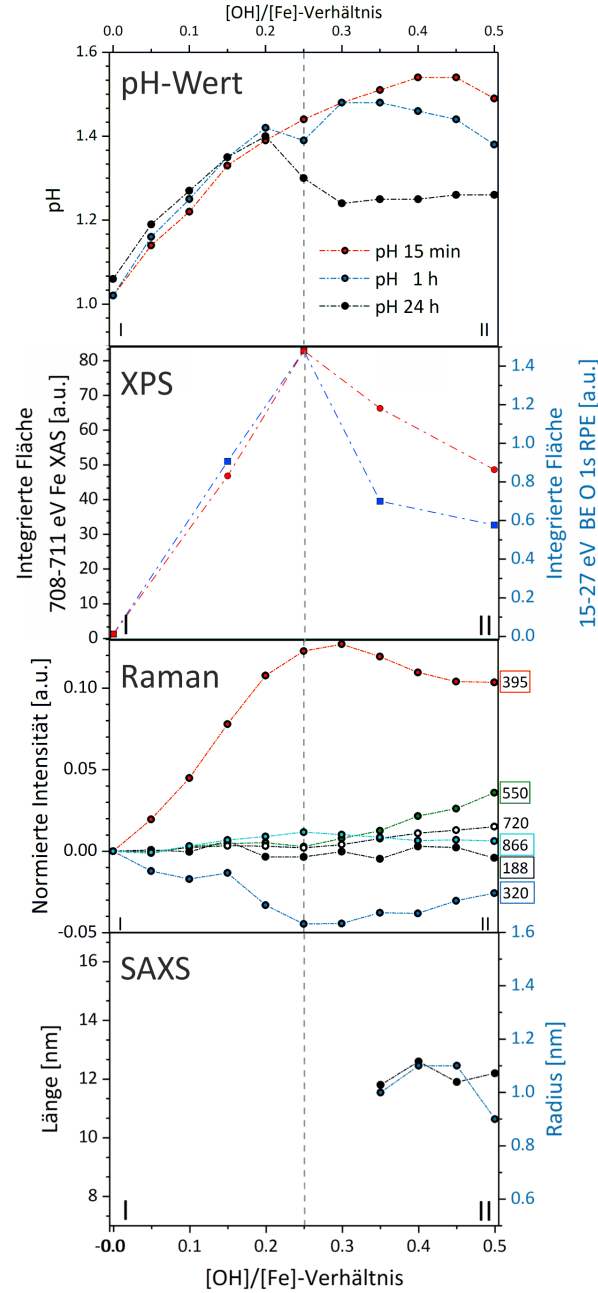 [OH]/[Fe]-Verhältnis
0.0 0.1 0.2 0.3 0.4 0.5
pH-Wert
pH
1.6
1.4
1.2
1.0
pH 15 min
pH 1 h
pH 24 h
I II
XPS
Integrierte Fläche
708-711 eV Fe XAS [a.u.]
80
70
60
50
40
30
20
10
0
1.4
1.2
1.0
0.8
0.6
0.4
0.2
0.0
Integrierte Fläche
15-27 eV BE O 1s RPE [a.u.]
I II
Raman
Normierte Intensität [a.u.]
0.10
0.05
0.00
-0.05
395
550
720
866
188
320
I II
SAXS
Länge [nm]
16
14
12
10
8
1.6
1.4
1.2
1.0
0.8
0.6
Radius [nm]
I II
-0.0 0.0 0.1 0.2 0.3 0.4 0.5
[OH]/[Fe]-Verhältnis